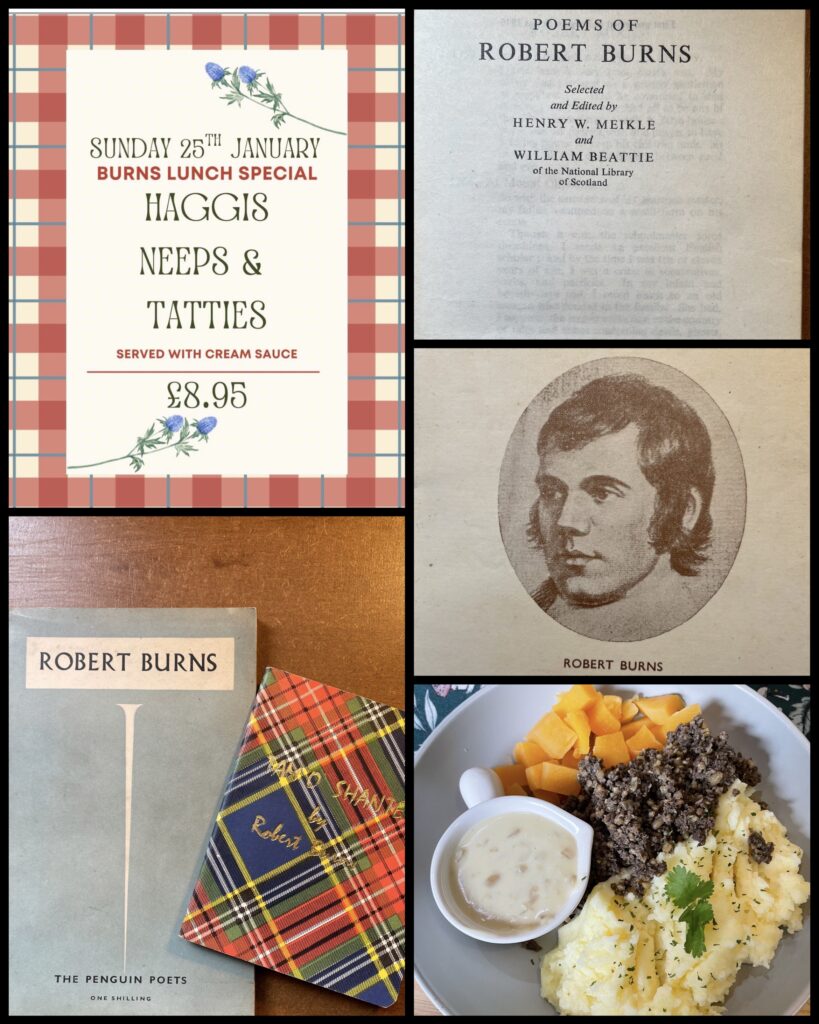 SUNDAY 25TH JANUARY
BURNS LUNCH SPECIAL
HAGGIS
NEEPS &
TATTIES
SERVED WITH CREAM SAUCE
£8.95
POEMS OF
ROBERT BURNS
Selected
and Edited by
HENRY W. MEIKLE
and
WILLIAM BEATTIE
of the National Library
of Scotland
ROBERT BURNS
ROBERT BURNS
THE PENGUIN POETS
ONE SHILLING
by
Robert